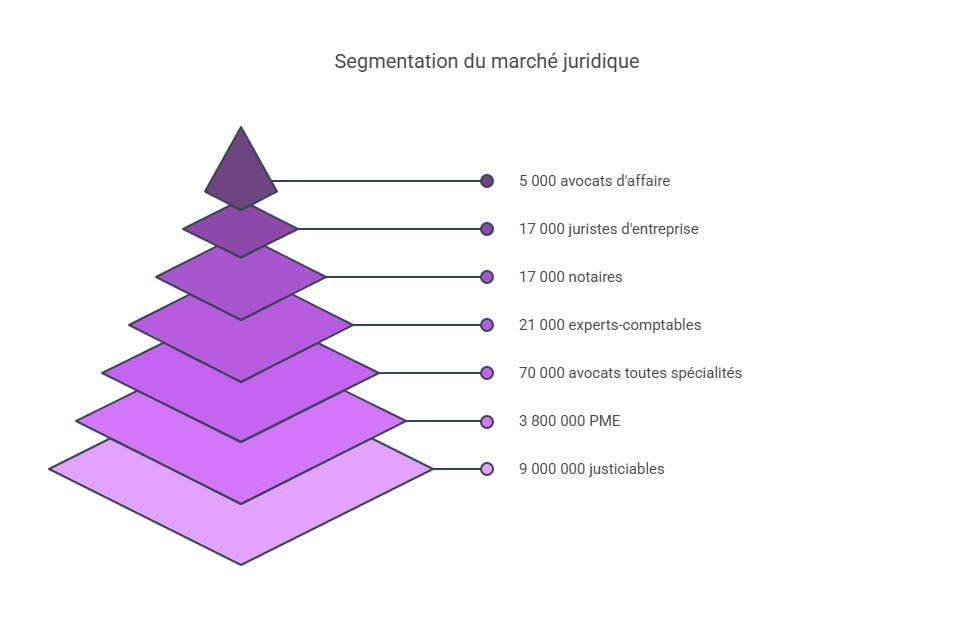 Segmentation du marché juridique
5 000 avocats d'affaire
17 000 juristes d'entreprise
17 000 notaires
21 000 experts-comptables
70 000 avocats toutes spécialités
3 800 000 PME
9 000 000 justiciables